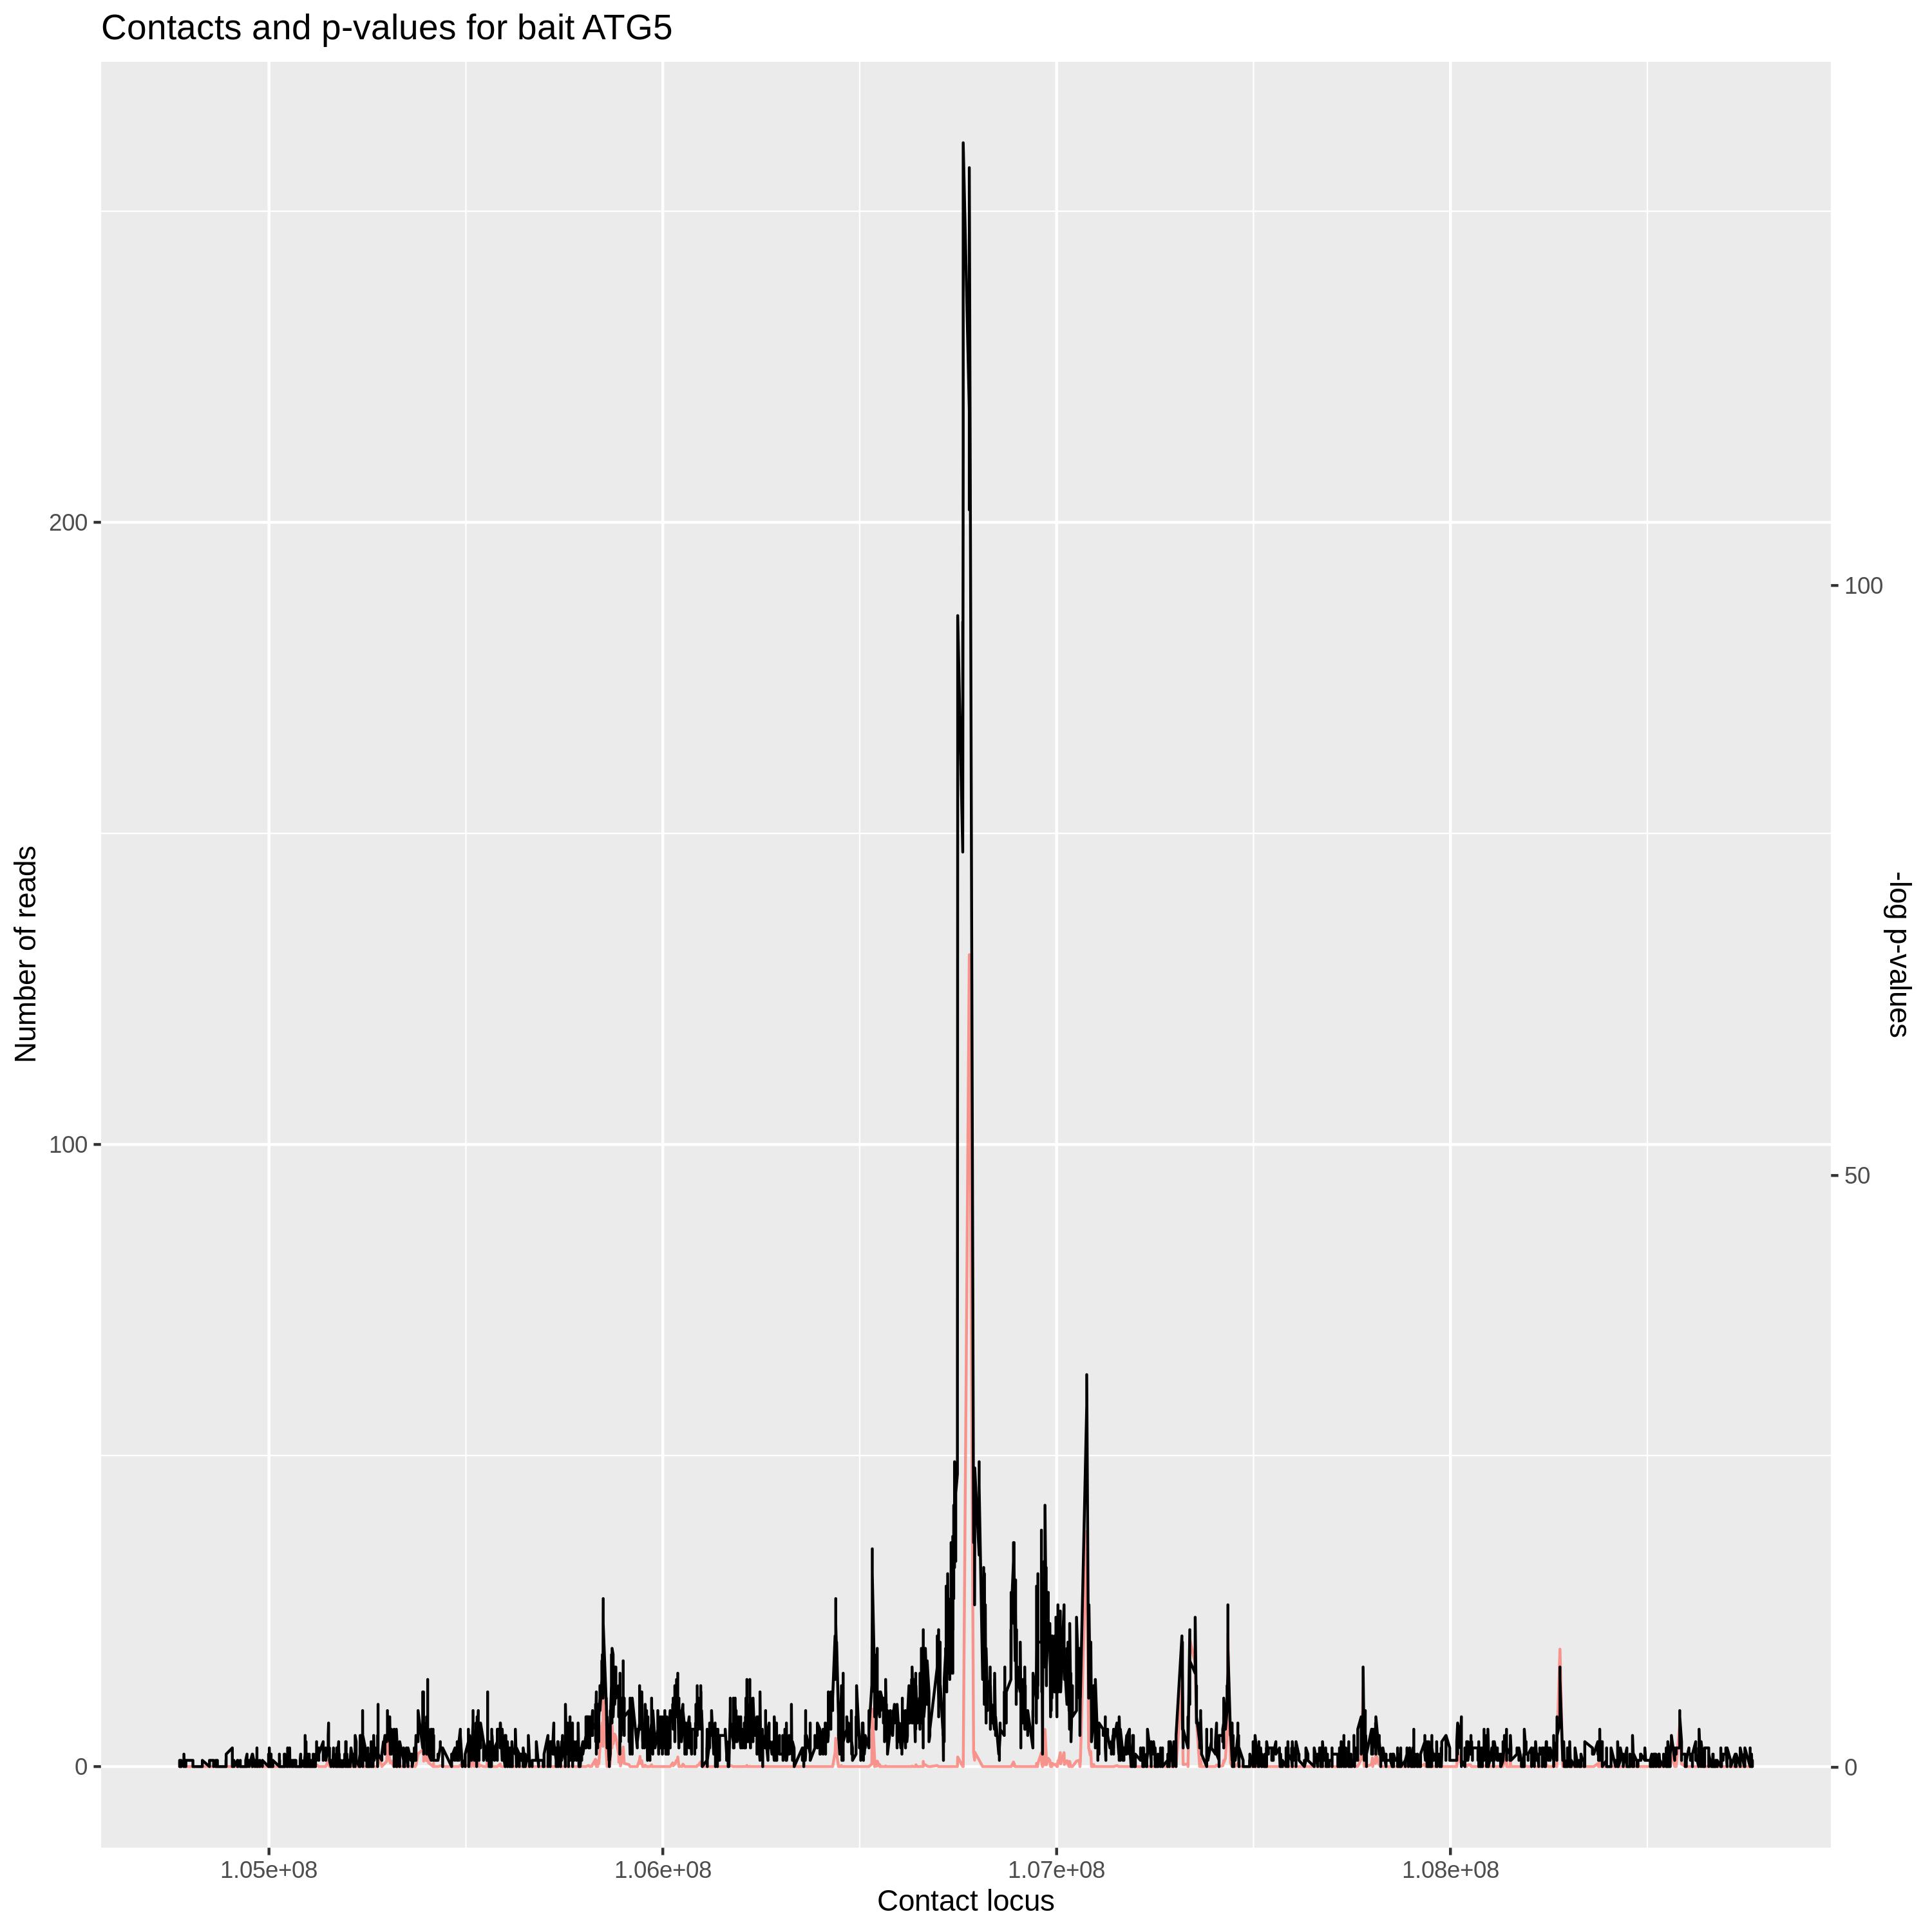 Contacts and p-values for bait ATG5
Number of reads
200
100
0
-log p-values
100
50
0
1.05e+08
1.06e+08
1.07e+08
1.08e+08
Contact locus